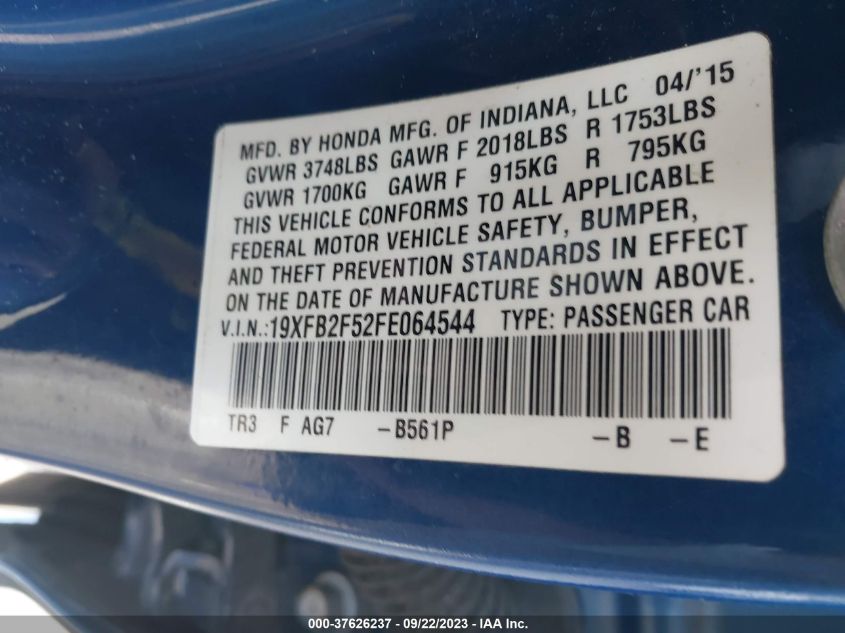 MFD. BY HONDA MFG. OF INDIANA, LLC 04/'15
GVWR 3748LBS GAWR F 2018LBS R 1753LBS
GVWR 1700KG GAWR F 915KG R 795KG
THIS VEHICLE CONFORMS TO ALL APPLICABLE
FEDERAL MOTOR VEHICLE SAFETY, BUMPER,
AND THEFT PREVENTION STANDARDS IN EFFECT
ON THE DATE OF MANUFACTURE SHOWN ABOVE.
V.I.N.:19XFB2F52FE064544 TYPE: PASSENGER CAR
TR3 F AG7 -B561P -B -E
000-37626237 - 09/22/2023 - IAA Inc.